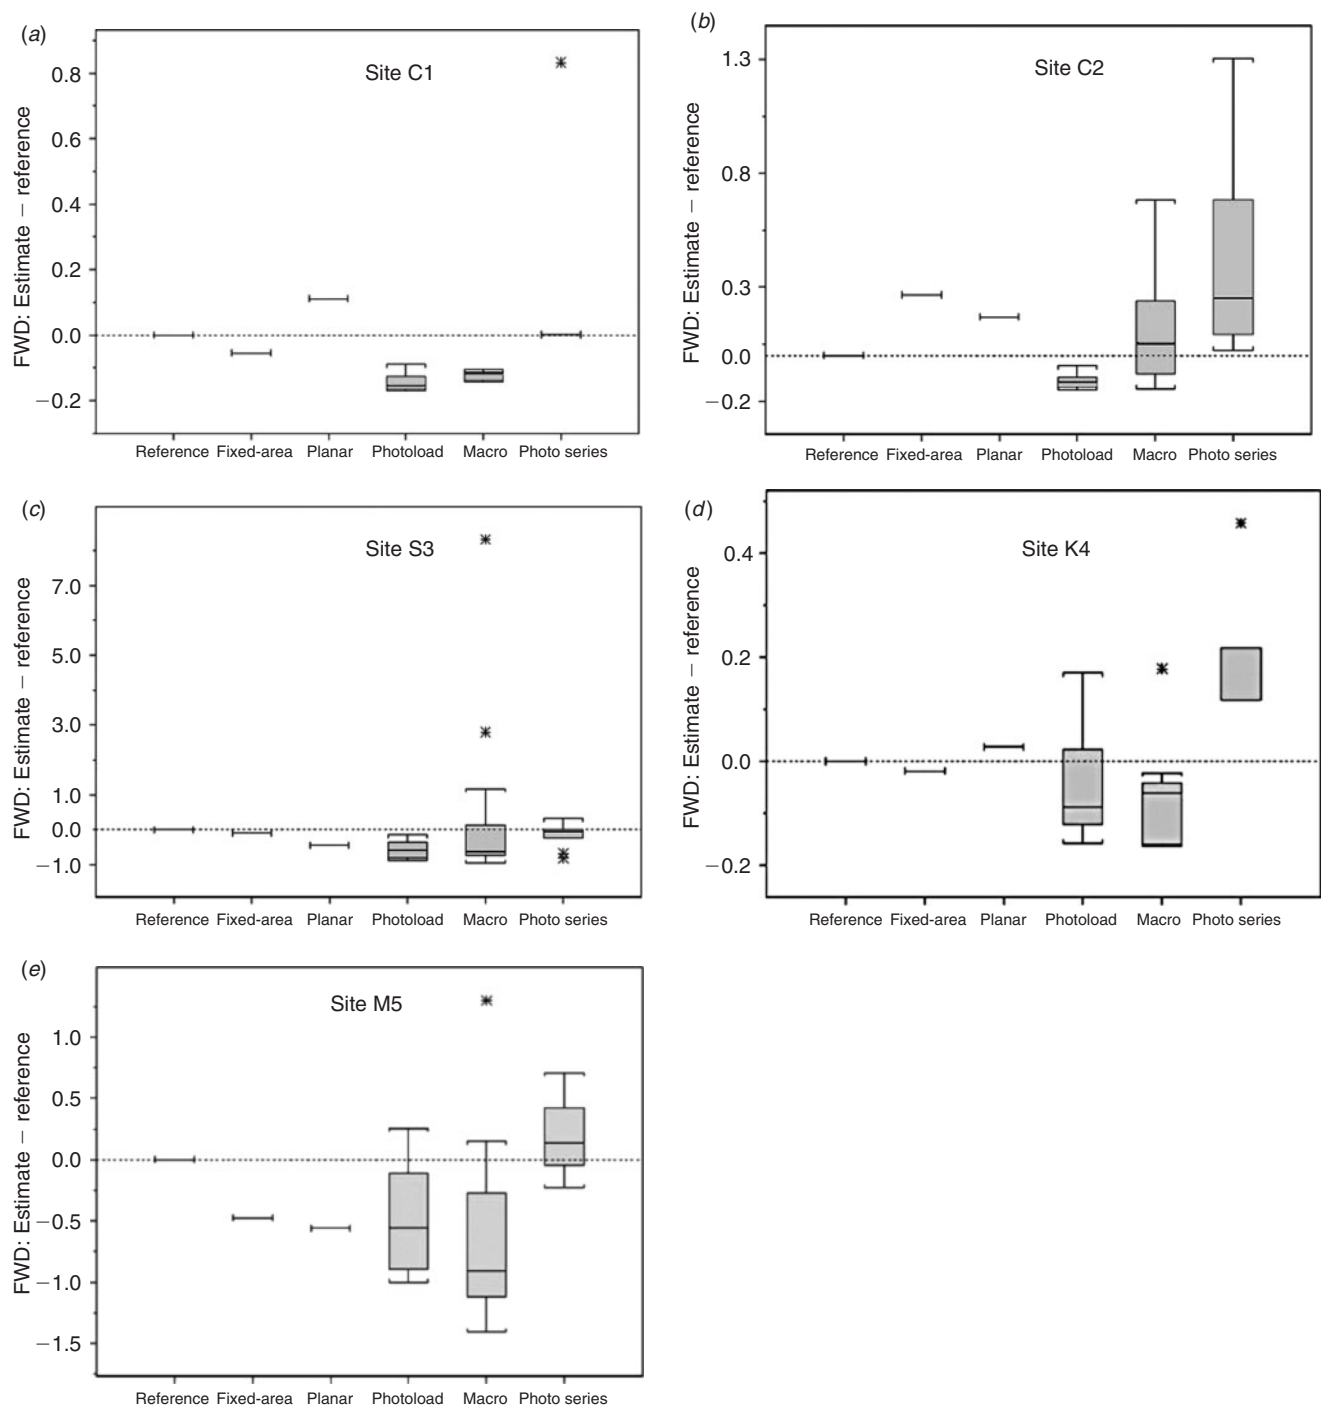 (a)
Site C1
FWD: Estimate – reference
0.8
0.6
0.4
0.2
0.0
–0.2
Reference Fixed-area Planar Photoload Macro Photo series
(b)
Site C2
FWD: Estimate – reference
1.3
0.8
0.3
0.0
–0.2
Reference Fixed-area Planar Photoload Macro Photo series
(c)
Site S3
FWD: Estimate – reference
7.0
5.0
3.0
1.0
0.0
–1.0
Reference Fixed-area Planar Photoload Macro Photo series
(d)
Site K4
FWD: Estimate – reference
0.4
0.2
0.0
–0.2
Reference Fixed-area Planar Photoload Macro Photo series
(e)
Site M5
FWD: Estimate – reference
1.0
0.5
0.0
–0.5
–1.0
–1.5
Reference Fixed-area Planar Photoload Macro Photo series